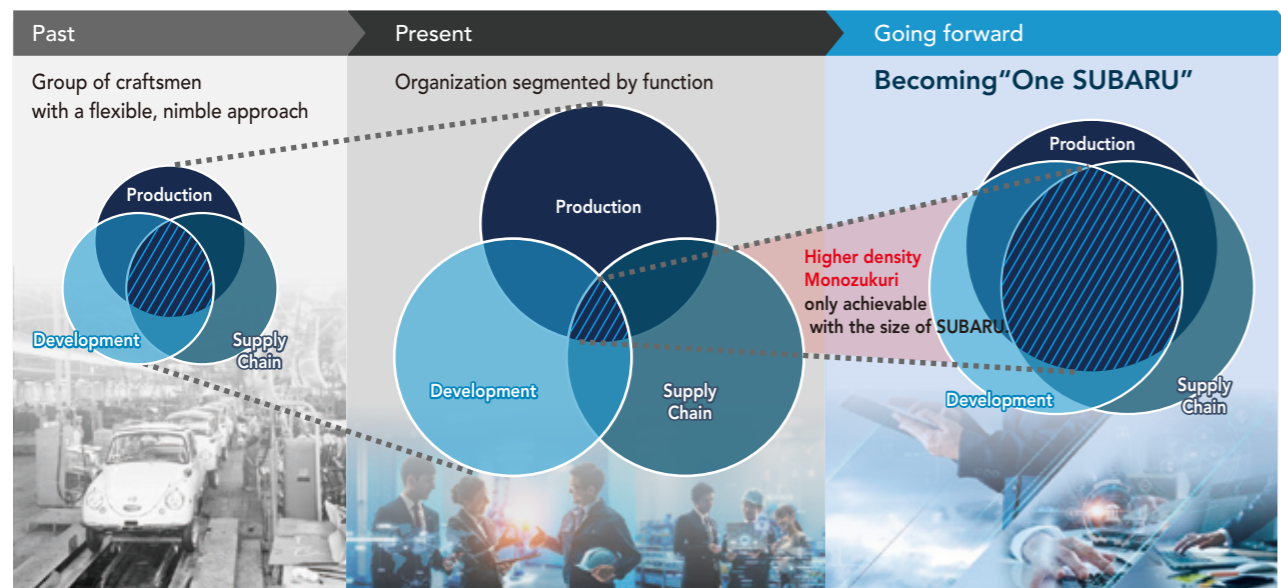 Past
Present
Going forward
Group of craftsmen
with a flexible, nimble approach
Organization segmented by function
Becoming“One SUBARU”
Production
Development
Supply
Chain
Production
Development
Supply
Chain
Higher density
Monozukuri
only achievable
with the size of SUBARU.
Production
Development
Supply
Chain